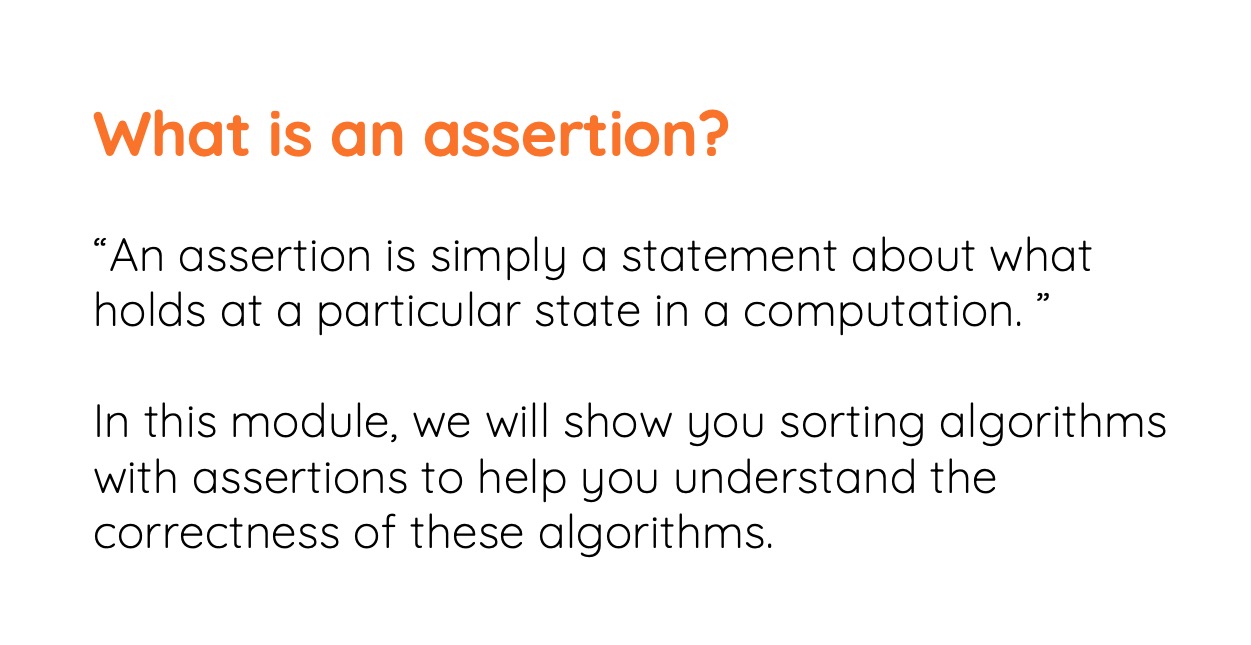 What is an assertion?
“An assertion is simply a statement about what
holds at a particular state in a computation. ”
In this module, we will show you sorting algorithms
with assertions to help you understand the
correctness of these algorithms.